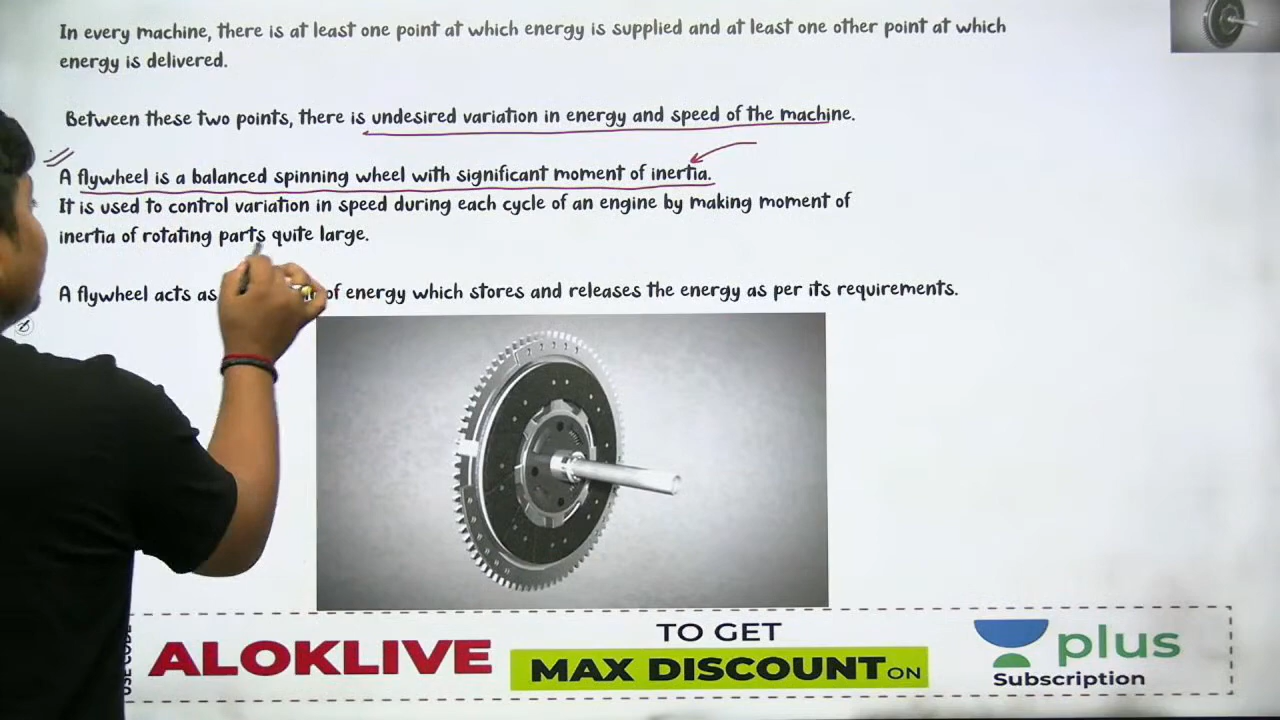 In every machine, there is at least one point at which energy is supplied and at least one other point at which
energy is delivered.
Between these two points, there is undesired variation in energy and speed of the machine.
A flywheel is a balanced spinning wheel with significant moment of inertia.
It is used to control variation in speed during each cycle of an engine by making moment of
inertia of rotating parts quite large.
A flywheel acts as of energy which stores and releases the energy as per its requirements.
USE CODE
ALOKLIVE
TO GET
MAX DISCOUNT ON
plus
Subscription